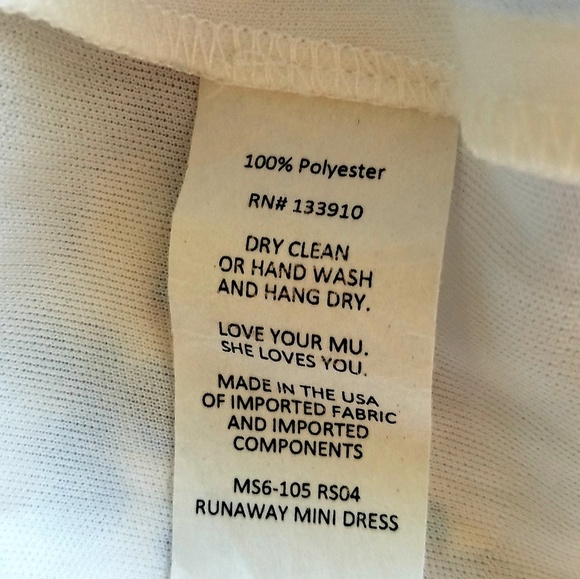 100% Polyester
RN# 133910
DRY CLEAN
OR HAND WASH
AND HANG DRY.
LOVE YOUR MU.
SHE LOVES YOU.
MADE IN THE USA
OF IMPORTED FABRIC
AND IMPORTED
COMPONENTS
MS6-105 RS04
RUNAWAY MINI DRESS